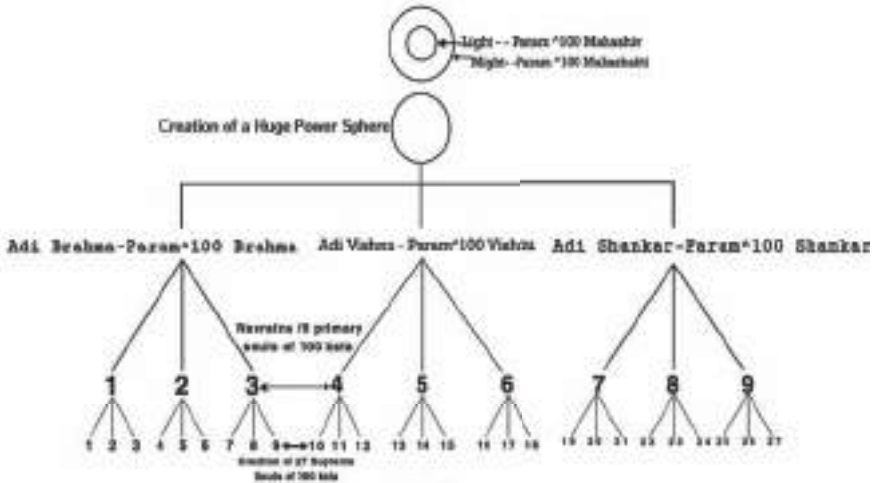 Light -- Param ^100 Mahashiv
Might--Param ^100 Mahashakti
Creation of a Huge Power Sphere
Adi Brahma-Param^100 Brahma
Adi Vishnu - Param^100 Vishnu
Adi Shankar-Param^100 Shankar
Navratna /9 primary
souls of 100 kala
1 2 3 4 5 6 7 8 9
1 2 3 4 5 6 7 8 9 10 11 12 13 14 15 16 17 18 19 20 21 22 23 24 25 26 27
Creation of 27 Supreme
Souls of 100 kala